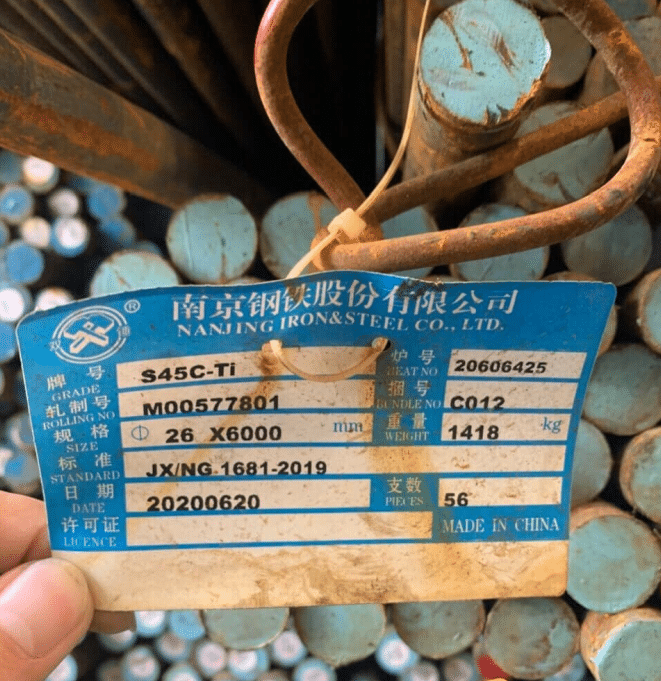 双德 ®
南京钢铁股份有限公司
NANJING IRON&STEEL CO., LTD.
牌号 S45C-Ti 炉号 20606425
GRADE HEAT NO
轧制号 M00577801 捆号 C012
ROLLING NO BUNDLE NO
规格 Φ 26 X6000 mm 重量 1418 kg
SIZE WEIGHT
标准 JX/NG.1681-2019
STANDARD
日期 20200620 支数 56
DATE PIECES
许可证 MADE IN CHINA
LICENCE